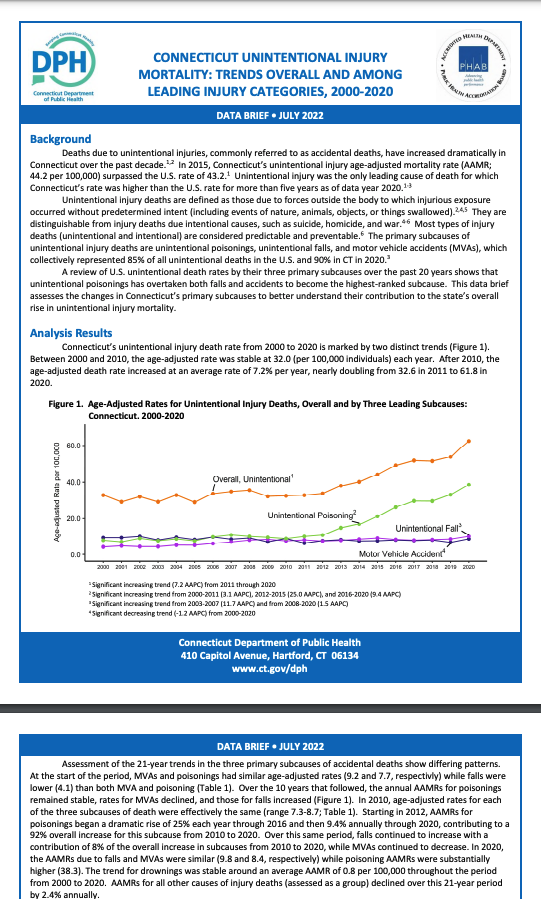 Keeping Connecticut Healthy
DPH
Connecticut Department
of Public Health
CONNECTICUT UNINTENTIONAL INJURY
MORTALITY: TRENDS OVERALL AND AMONG
LEADING INJURY CATEGORIES, 2000-2020
ACCREDITED HEALTH DEPARTMENT
PHAB
Advancing
public health
performance
PUBLIC HEALTH ACCREDITATION BOARD
DATA BRIEF • JULY 2022
Background
Deaths due to unintentional injuries, commonly referred to as accidental deaths, have increased dramatically in
Connecticut over the past decade.1,2 In 2015, Connecticut's unintentional injury age-adjusted mortality rate (AAMR;
44.2 per 100,000) surpassed the U.S. rate of 43.2.1 Unintentional injury was the only leading cause of death for which
Connecticut's rate was higher than the U.S. rate for more than five years as of data year 2020.1-3
Unintentional injury deaths are defined as those due to forces outside the body to which injurious exposure
occurred without predetermined intent (including events of nature, animals, objects, or things swallowed).2,4,5 They are
distinguishable from injury deaths due intentional causes, such as suicide, homicide, and war.4-6 Most types of injury
deaths (unintentional and intentional) are considered predictable and preventable.6 The primary subcauses of
unintentional injury deaths are unintentional poisonings, unintentional falls, and motor vehicle accidents (MVAs), which
collectively represented 85% of all unintentional deaths in the U.S. and 90% in CT in 2020.3
A review of U.S. unintentional death rates by their three primary subcauses over the past 20 years shows that
unintentional poisonings has overtaken both falls and accidents to become the highest-ranked subcause. This data brief
assesses the changes in Connecticut's primary subcauses to better understand their contribution to the state's overall
rise in unintentional injury mortality.
Analysis Results
Connecticut's unintentional injury death rate from 2000 to 2020 is marked by two distinct trends (Figure 1).
Between 2000 and 2010, the age-adjusted rate was stable at 32.0 (per 100,000 individuals) each year. After 2010, the
age-adjusted death rate increased at an average rate of 7.2% per year, nearly doubling from 32.6 in 2011 to 61.8 in
2020.
Figure 1. Age-Adjusted Rates for Unintentional Injury Deaths, Overall and by Three Leading Subcauses:
Connecticut. 2000-2020
Age-adjusted Rate per 100,000
60.0
40.0
20.0
0.0
Overall, Unintentional1
Unintentional Poisoning2
Unintentional Fall3
Motor Vehicle Accident4
2000 2001 2002 2003 2004 2005 2006 2007 2008 2009 2010 2011 2012 2013 2014 2015 2016 2017 2018 2019 2020
1 Significant increasing trend (7.2 AAPC) from 2011 through 2020
2 Significant increasing trend from 2000-2011 (3.1 AAPC), 2012-2015 (25.0 AAPC), and 2016-2020 (9.4 AAPC)
3 Significant increasing trend from 2003-2007 (11.7 AAPC) and from 2008-2020 (1.5 AAPC)
4 Significant decreasing trend (-1.2 AAPC) from 2000-2020
Connecticut Department of Public Health
410 Capitol Avenue, Hartford, CT 06134
www.ct.gov/dph
DATA BRIEF • JULY 2022
Assessment of the 21-year trends in the three primary subcauses of accidental deaths show differing patterns.
At the start of the period, MVAs and poisonings had similar age-adjusted rates (9.2 and 7.7, respectivly) while falls were
lower (4.1) than both MVA and poisoning (Table 1). Over the 10 years that followed, the annual AAMRs for poisonings
remained stable, rates for MVAs declined, and those for falls increased (Figure 1). In 2010, age-adjusted rates for each
of the three subcauses of death were effectively the same (range 7.3-8.7; Table 1). Starting in 2012, AAMRs for
poisonings began a dramatic rise of 25% each year through 2016 and then 9.4% annually through 2020, contributing to a
92% overall increase for this subcause from 2010 to 2020. Over this same period, falls continued to increase with a
contribution of 8% of the overall increase in subcauses from 2010 to 2020, while MVAs continued to decrease. In 2020,
the AAMRs due to falls and MVAs were similar (9.8 and 8.4, respectively) while poisoning AAMRs were substantially
higher (38.3). The trend for drownings was stable around an average AAMR of 0.8 per 100,000 throughout the period
from 2000 to 2020. AAMRs for all other causes of injury deaths (assessed as a group) declined over this 21-year period
by 2.4% annually.